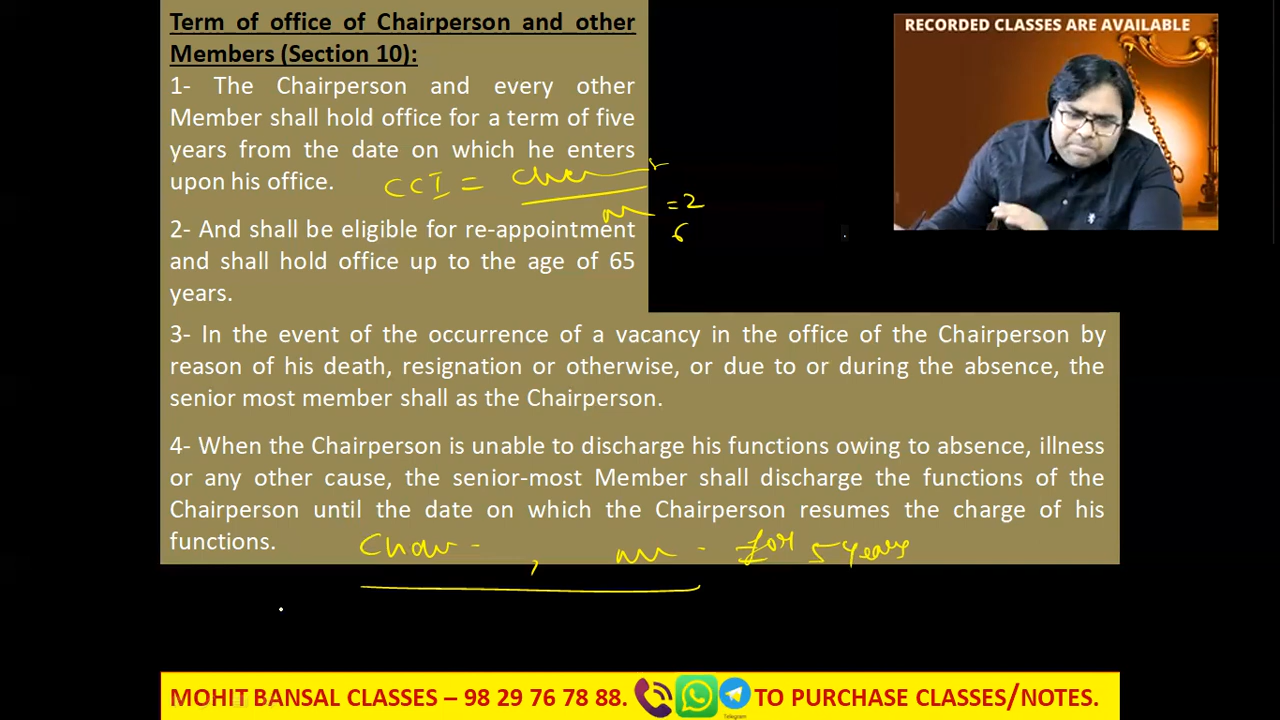 Term of office of Chairperson and other
Members (Section 10):
1- The Chairperson and every other
Member shall hold office for a term of five
years from the date on which he enters
upon his office.
CCI =
= 2
6
2- And shall be eligible for re-appointment
and shall hold office up to the age of 65
years.
3- In the event of the occurrence of a vacancy in the office of the Chairperson by
reason of his death, resignation or otherwise, or due to or during the absence, the
senior most member shall as the Chairperson.
4- When the Chairperson is unable to discharge his functions owing to absence, illness
or any other cause, the senior-most Member shall discharge the functions of the
Chairperson until the date on which the Chairperson resumes the charge of his
functions.
for 5 years
RECORDED CLASSES ARE AVAILABLE
MOHIT BANSAL CLASSES – 98 29 76 78 88. TO PURCHASE CLASSES/NOTES.
Telegram